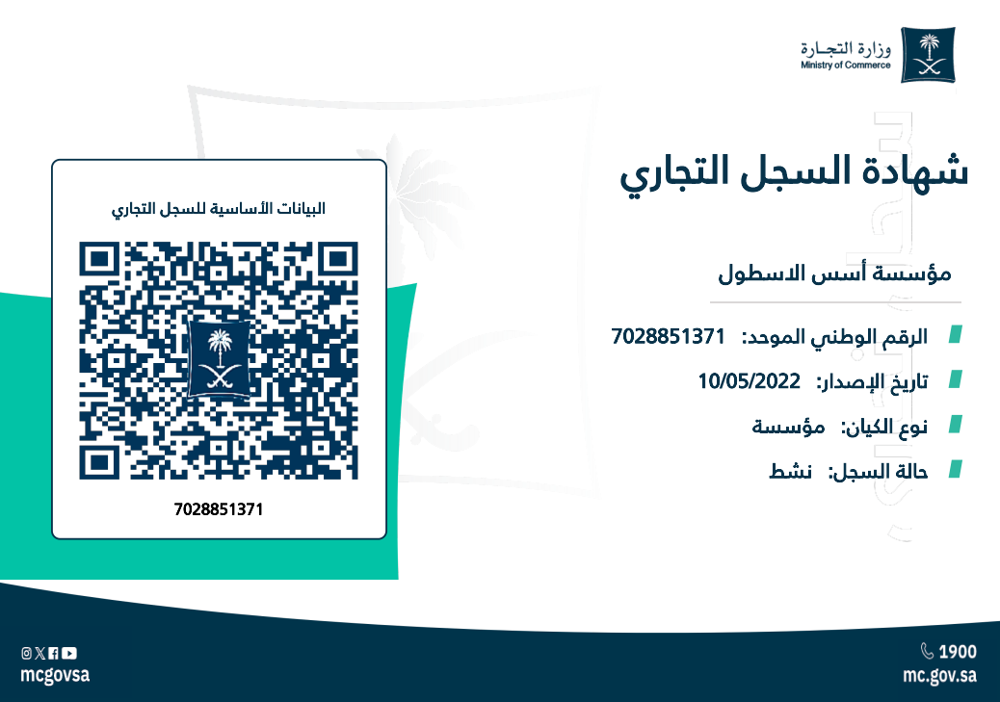 وزارة التجارة
Ministry of Commerce
شهادة السجل التجاري
مؤسسة أسس الاسطول
الرقم الوطني الموحد: 7028851371
تاريخ الإصدار: 10/05/2022
نوع الكيان: مؤسسة
حالة السجل: نشط
البيانات الأساسية للسجل التجاري
7028851371
mcgovsa
1900
mc.gov.sa